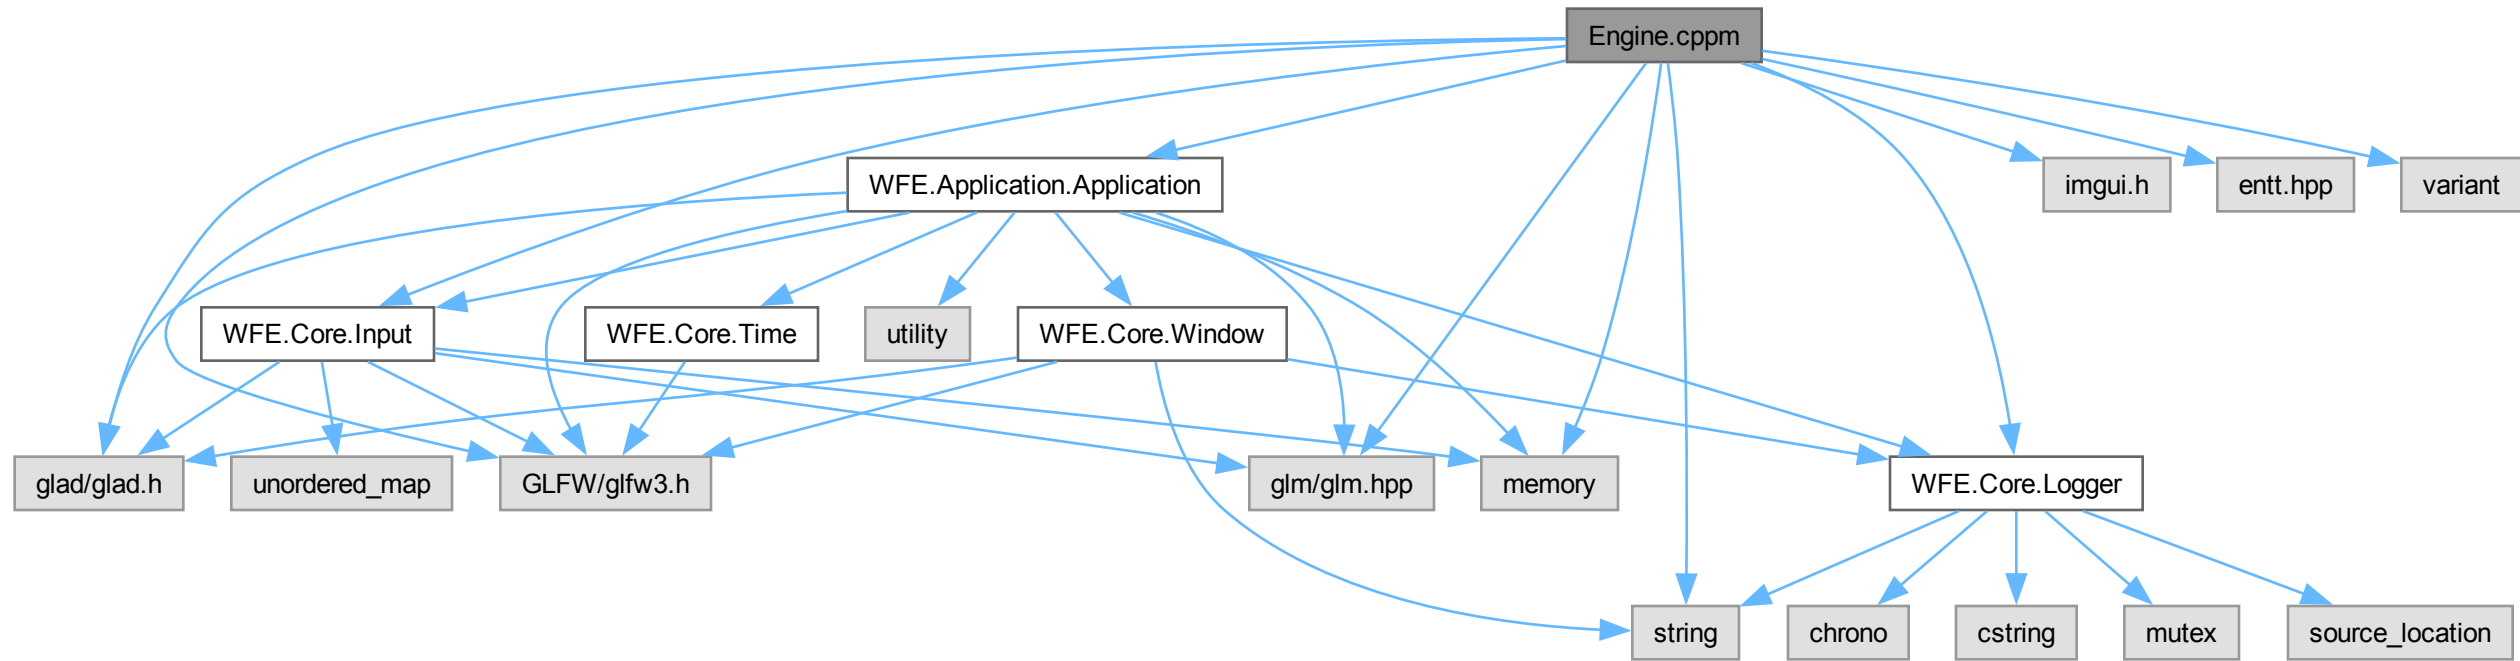 Engine.cppm
WFE.Application.Application
imgui.h
entt.hpp
variant
WFE.Core.Input
WFE.Core.Time
utility
WFE.Core.Window
glad/glad.h
unordered_map
GLFW/glfw3.h
glm/glm.hpp
memory
WFE.Core.Logger
string
chrono
cstring
mutex
source_location